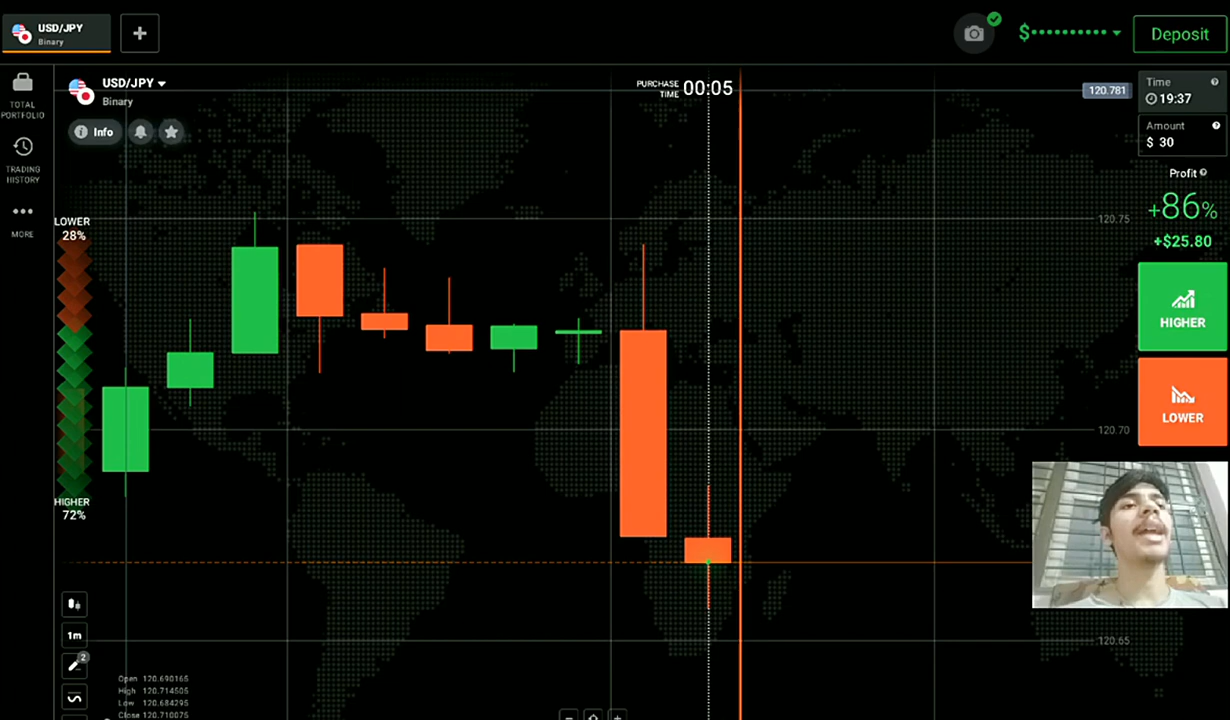 USD/JPY
Binary
+
$•••••••••••
Deposit
TOTAL
PORTFOLIO
TRADING
HISTORY
MORE
USD/JPY
Binary
Info
PURCHASE
TIME
00:05
120.781
Time
19:37
Amount
$ 30
Profit
+86%
+$25.80
HIGHER
LOWER
LOWER
28%
HIGHER
72%
120.75
120.70
120.65
1m
2
Open 120.690165
High 120.714505
Low 120.684295
Close 120.710075